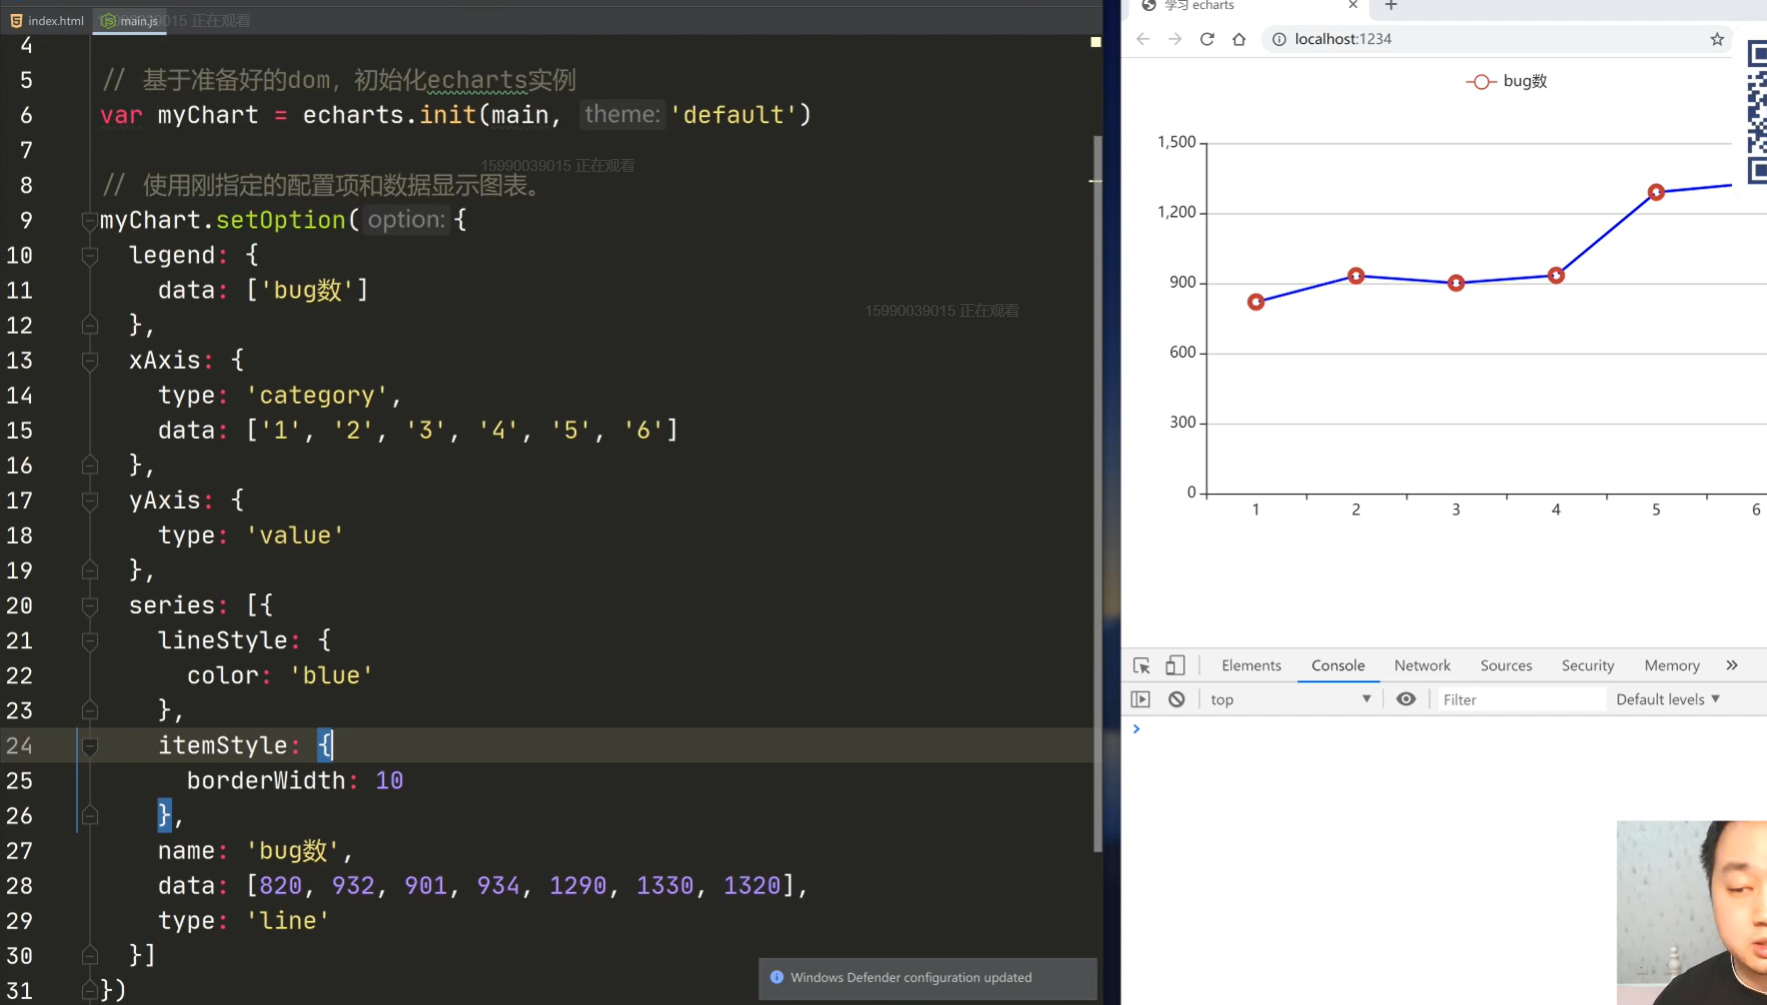 index.html
main.js
15990039015 正在观看
4
5 // 基于准备好的dom，初始化echarts实例
6 var myChart = echarts.init(main, theme: 'default')
7
15990039015 正在观看
8 // 使用刚指定的配置项和数据显示图表。
9 myChart.setOption( option: {
10 legend: {
11 data: ['bug数']
15990039015 正在观看
12 },
13 xAxis: {
14 type: 'category',
15 data: ['1', '2', '3', '4', '5', '6']
16 },
17 yAxis: {
18 type: 'value'
19 },
20 series: [{
21 lineStyle: {
22 color: 'blue'
23 },
24 itemStyle: {
25 borderWidth: 10
26 },
27 name: 'bug数',
28 data: [820, 932, 901, 934, 1290, 1330, 1320],
29 type: 'line'
30 }]
31 })
Windows Defender configuration updated
学习 echarts
localhost:1234
bug数
1,500
1,200
900
600
300
0
1 2 3 4 5 6
Elements Console Network Sources Security Memory »
top Filter Default levels